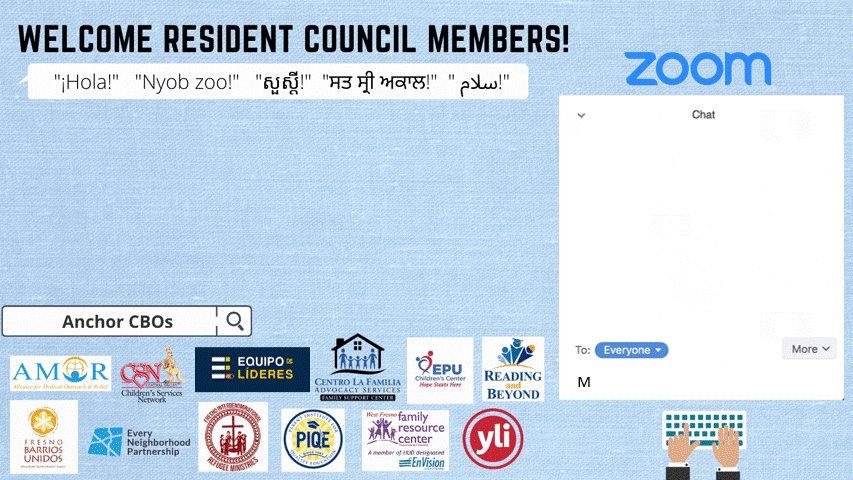 WELCOME RESIDENT COUNCIL MEMBERS!
"¡Hola!" "Nyob zoo!" "សួស្តី!" "ਸਤ ਸ੍ਰੀ ਅਕਾਲ!" "سلام!"
zoom
Chat
Anchor CBOs
To: Everyone
More
M
AMOR
Alliance for Medical Outreach & Relief
CSN
Children's Services
Network
EQUIPO DE
LÍDERES
CENTRO LA FAMILIA
ADVOCACY SERVICES
FAMILY SUPPORT CENTER
EPU
Children's Center
Hope Starts Here
READING
and
BEYOND
FRESNO
BARRIOS
UNIDOS
Every
Neighborhood
Partnership
FRESNO INTERDENOMINATIONAL
REFUGEE MINISTRIES
PIQE
West Fresno
family
resource
center
A member of HUD designated
EnVision
yli